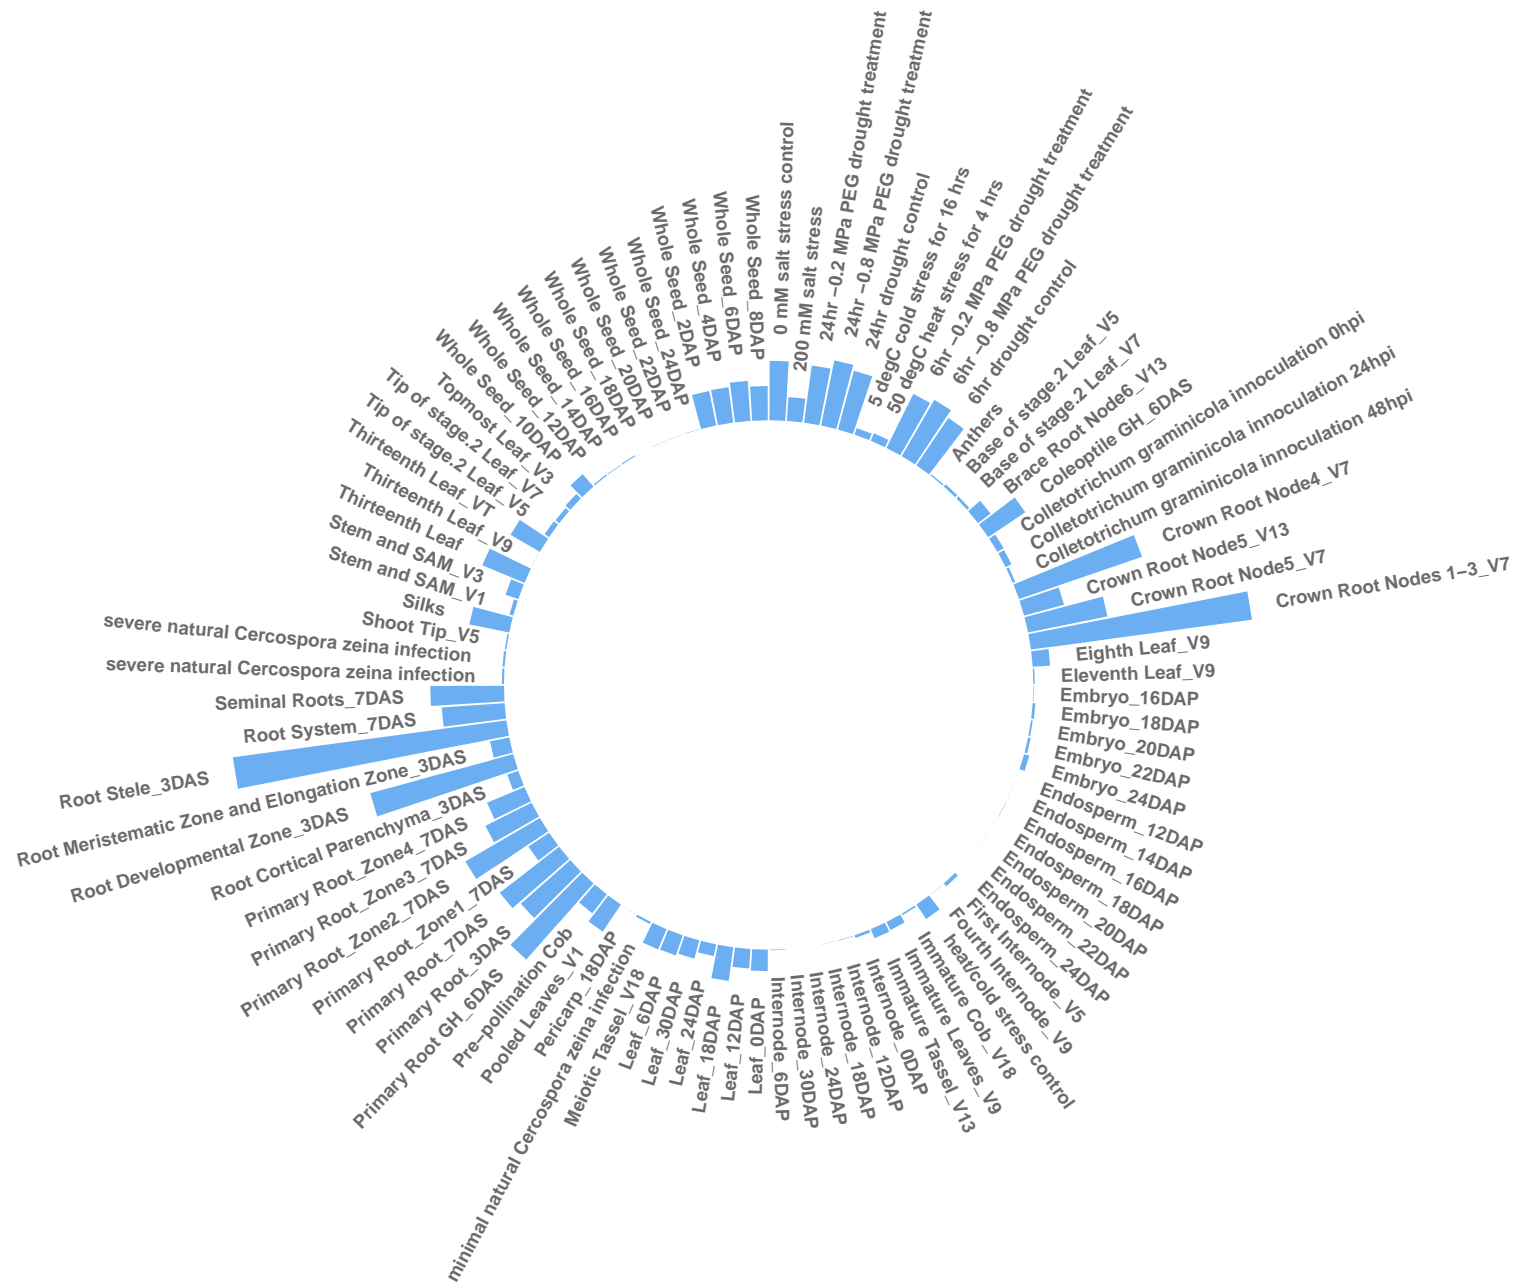 0 mM salt stress control
200 mM salt stress
24hr −0.2 MPa PEG drought treatment
24hr −0.8 MPa PEG drought treatment
24hr drought control
5 degC cold stress for 16 hrs
50 degC heat stress for 4 hrs
6hr −0.2 MPa PEG drought treatment
6hr −0.8 MPa PEG drought treatment
6hr drought control
Anthers
Base of stage.2 Leaf_V5
Base of stage.2 Leaf_V7
Brace Root Node6_V13
Coleoptile GH_6DAS
Colletotrichum graminicola innoculation 0hpi
Colletotrichum graminicola innoculation 24hpi
Colletotrichum graminicola innoculation 48hpi
Crown Root Node4_V7
Crown Root Node5_V13
Crown Root Node5_V7
Crown Root Nodes 1−3_V7
Eighth Leaf_V9
Eleventh Leaf_V9
Embryo_16DAP
Embryo_18DAP
Embryo_20DAP
Embryo_22DAP
Embryo_24DAP
Endosperm_12DAP
Endosperm_14DAP
Endosperm_16DAP
Endosperm_18DAP
Endosperm_20DAP
Endosperm_22DAP
Endosperm_24DAP
First Internode_V5
Fourth Internode_V9
heat/cold stress control
Immature Cob_V18
Immature Leaves_V9
Immature Tassel_V13
Internode_0DAP
Internode_12DAP
Internode_18DAP
Internode_24DAP
Internode_30DAP
Internode_6DAP
Leaf_0DAP
Leaf_12DAP
Leaf_18DAP
Leaf_24DAP
Leaf_30DAP
Leaf_6DAP
Meiotic Tassel_V18
minimal natural Cercospora zeina infection
Pericarp_18DAP
Pooled Leaves_V1
Pre−pollination Cob
Primary Root GH_6DAS
Primary Root_3DAS
Primary Root_7DAS
Primary Root_Zone1_7DAS
Primary Root_Zone2_7DAS
Primary Root_Zone3_7DAS
Primary Root_Zone4_7DAS
Root Cortical Parenchyma_3DAS
Root Developmental Zone_3DAS
Root Meristematic Zone and Elongation Zone_3DAS
Root Stele_3DAS
Root System_7DAS
Seminal Roots_7DAS
severe natural Cercospora zeina infection
severe natural Cercospora zeina infection
Shoot Tip_V5
Silks
Stem and SAM_V1
Stem and SAM_V3
Thirteenth Leaf
Thirteenth Leaf_V9
Thirteenth Leaf_VT
Tip of stage.2 Leaf_V5
Tip of stage.2 Leaf_V7
Topmost Leaf_V3
Whole Seed_10DAP
Whole Seed_12DAP
Whole Seed_14DAP
Whole Seed_16DAP
Whole Seed_18DAP
Whole Seed_20DAP
Whole Seed_22DAP
Whole Seed_24DAP
Whole Seed_2DAP
Whole Seed_4DAP
Whole Seed_6DAP
Whole Seed_8DAP